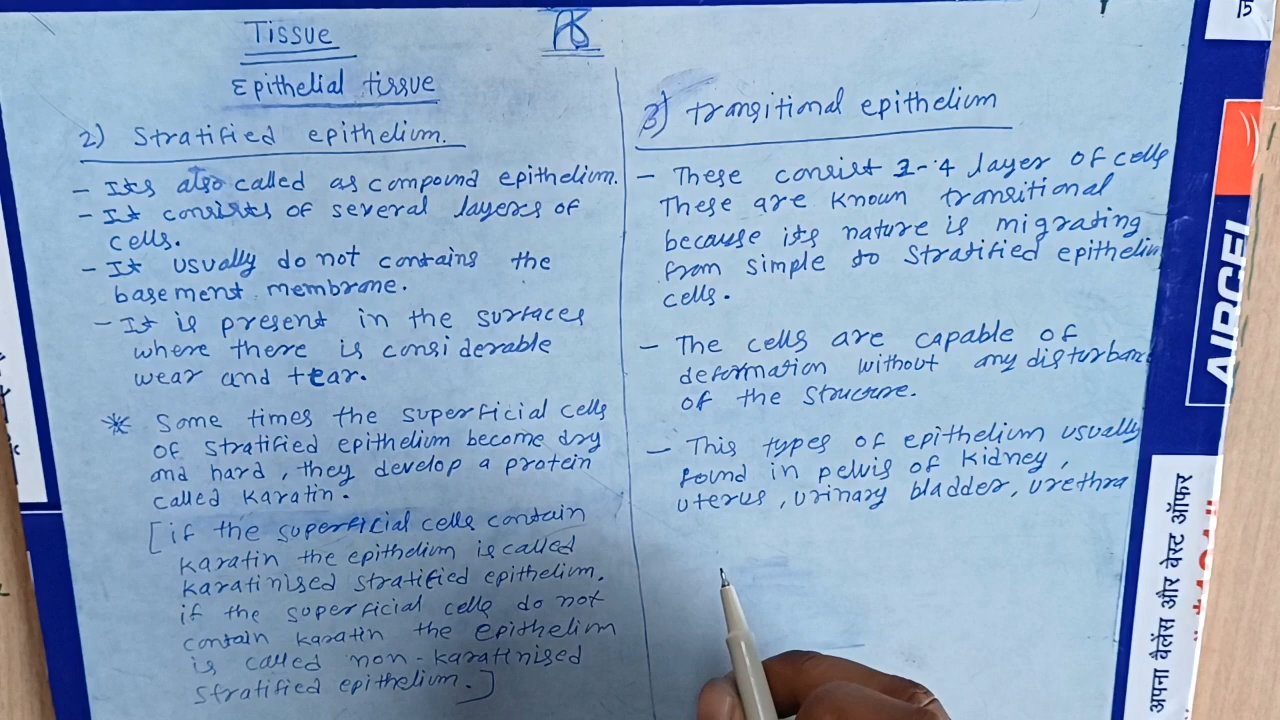 Tissue
Epithelial tissue
2) Stratified epithelium.
- Its also called as compound epithelium.
- It consists of several layers of
cells.
- It usually do not contains the
basement membrane.
- It is present in the surfaces
where there is considerable
wear and tear.
* Some times the superficial cells
of stratified epithelium become dry
and hard, they develop a protein
called karatin.
[if the superficial cells contain
karatin the epithelium is called
karatinised stratified epithelium.
if the superficial cells do not
contain karatin the epithelium
is called non-karatinised
stratified epithelium.]
3) Transitional epithelium
- These consist 2-4 layer of cells
These are known transitional
because its nature is migrating
from simple to stratified epithelium
cells.
- The cells are capable of
deformation without any disturbance
of the structure.
- This types of epithelium usually
found in pelvis of kidney,
uterus, urinary bladder, urethra
AIRCEL
अपना बैलेंस और बेस्ट ऑफर